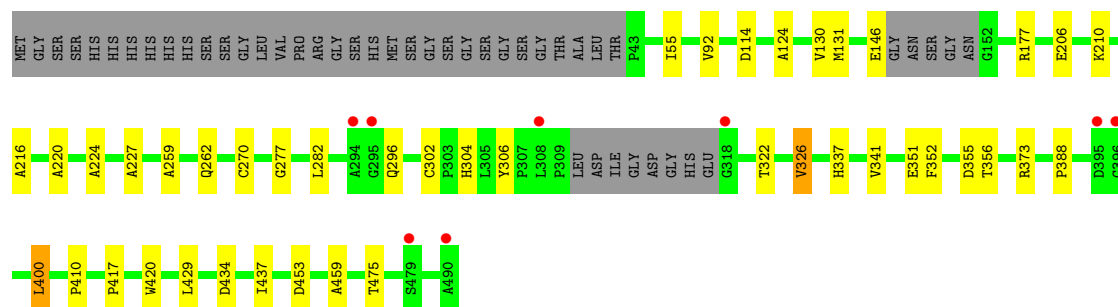 MET GLY SER SER HIS HIS HIS HIS HIS HIS HIS HIS SER SER GLY LEU VAL PRO ARG GLY SER HIS MET SER GLY SER GLY SER GLY SER SER GLY THR ALA LEU THR P43 I55 V92 D114 A124 V130 M131 E146 GLY ASN SER GLY ASN G152 R177 E206 K210
A216 A220 A224 A227 A259 Q262 C270 G277 L282 A294 G295 Q296 C302 P303 H304 L305 Y306 P307 L308 P309 LEU ASP ILE GLY ASP GLY HIS GLU G318 T322 V326 H337 V341 E351 F352 D355 T356 R373 P388 D395 G396
L400 P410 P417 W420 L429 D434 I437 D453 A459 T475 S479 A490